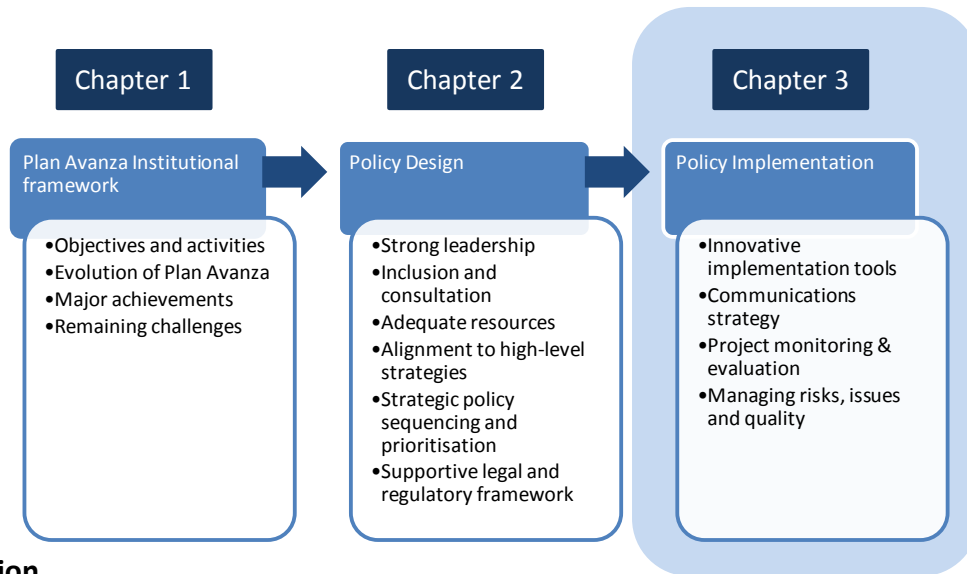 Chapter 1
Plan Avanza Institutional
framework
•Objectives and activities
•Evolution of Plan Avanza
•Major achievements
•Remaining challenges
Chapter 2
Policy Design
•Strong leadership
•Inclusion and
consultation
•Adequate resources
•Alignment to high-level
strategies
•Strategic policy
sequencing and
prioritisation
•Supportive legal and
regulatory framework
Chapter 3
Policy Implementation
•Innovative
implementation tools
•Communications
strategy
•Project monitoring &
evaluation
•Managing risks, issues
and quality